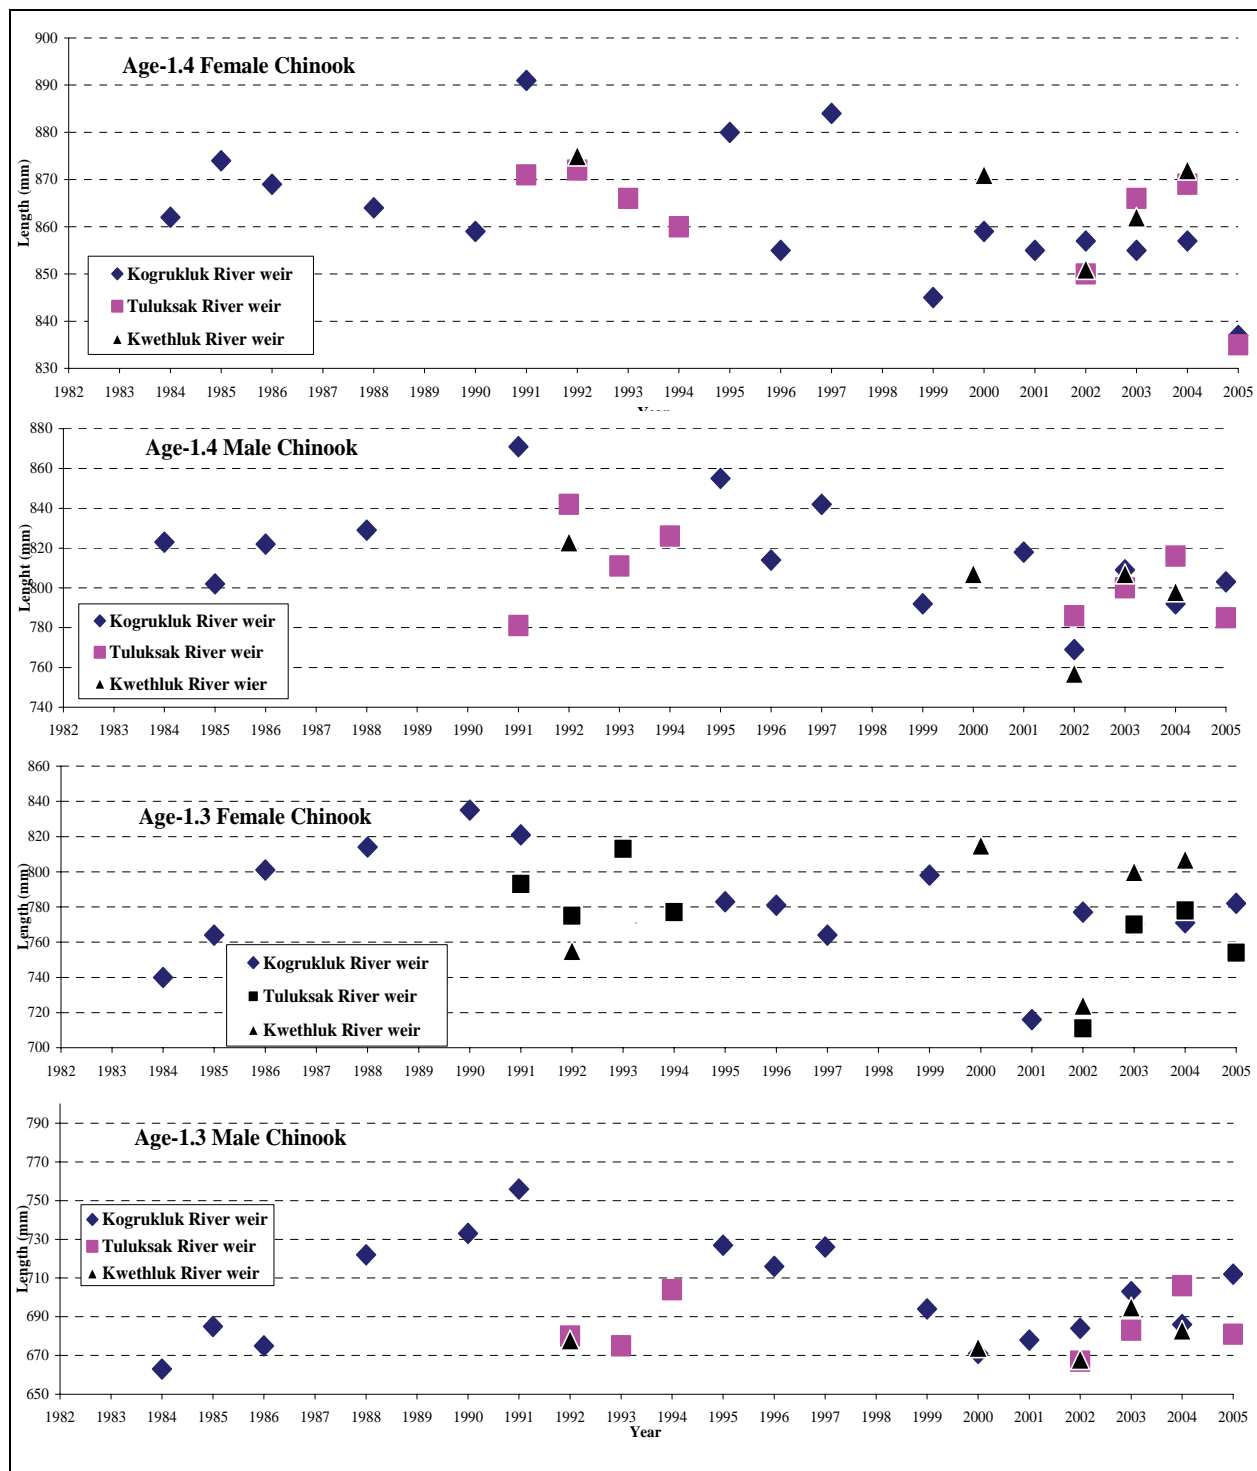 Age-1.4 Female Chinook
Length (mm)
900
890
880
870
860
850
840
830
Kogrukluk River weir
Tuluksak River weir
Kwethluk River weir
1982 1983 1984 1985 1986 1987 1988 1989 1990 1991 1992 1993 1994 1995 1996 1997 1998 1999 2000 2001 2002 2003 2004 2005
Year
Age-1.4 Male Chinook
Lenght (mm)
880
860
840
820
800
780
760
740
Kogrukluk River weir
Tuluksak River weir
Kwethluk River wier
1982 1983 1984 1985 1986 1987 1988 1989 1990 1991 1992 1993 1994 1995 1996 1997 1998 1999 2000 2001 2002 2003 2004 2005
Age-1.3 Female Chinook
Length (mm)
860
840
820
800
780
760
740
720
700
Kogrukluk River weir
Tuluksak River weir
Kwethluk River weir
1982 1983 1984 1985 1986 1987 1988 1989 1990 1991 1992 1993 1994 1995 1996 1997 1998 1999 2000 2001 2002 2003 2004 2005
Age-1.3 Male Chinook
Length (mm)
790
770
750
730
710
690
670
650
Kogrukluk River weir
Tuluksak River weir
Kwethluk River weir
1982 1983 1984 1985 1986 1987 1988 1989 1990 1991 1992 1993 1994 1995 1996 1997 1998 1999 2000 2001 2002 2003 2004 2005
Year